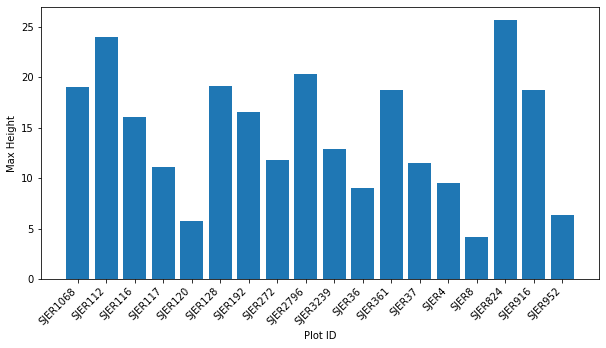 Max Height
25
20
15
10
5
0
SJER1068
SJER112
SJER116
SJER117
SJER120
SJER128
SJER192
SJER272
SJER2796
SJER3239
SJER36
SJER361
SJER37
SJER4
SJER8
SJER824
SJER916
SJER952
Plot ID